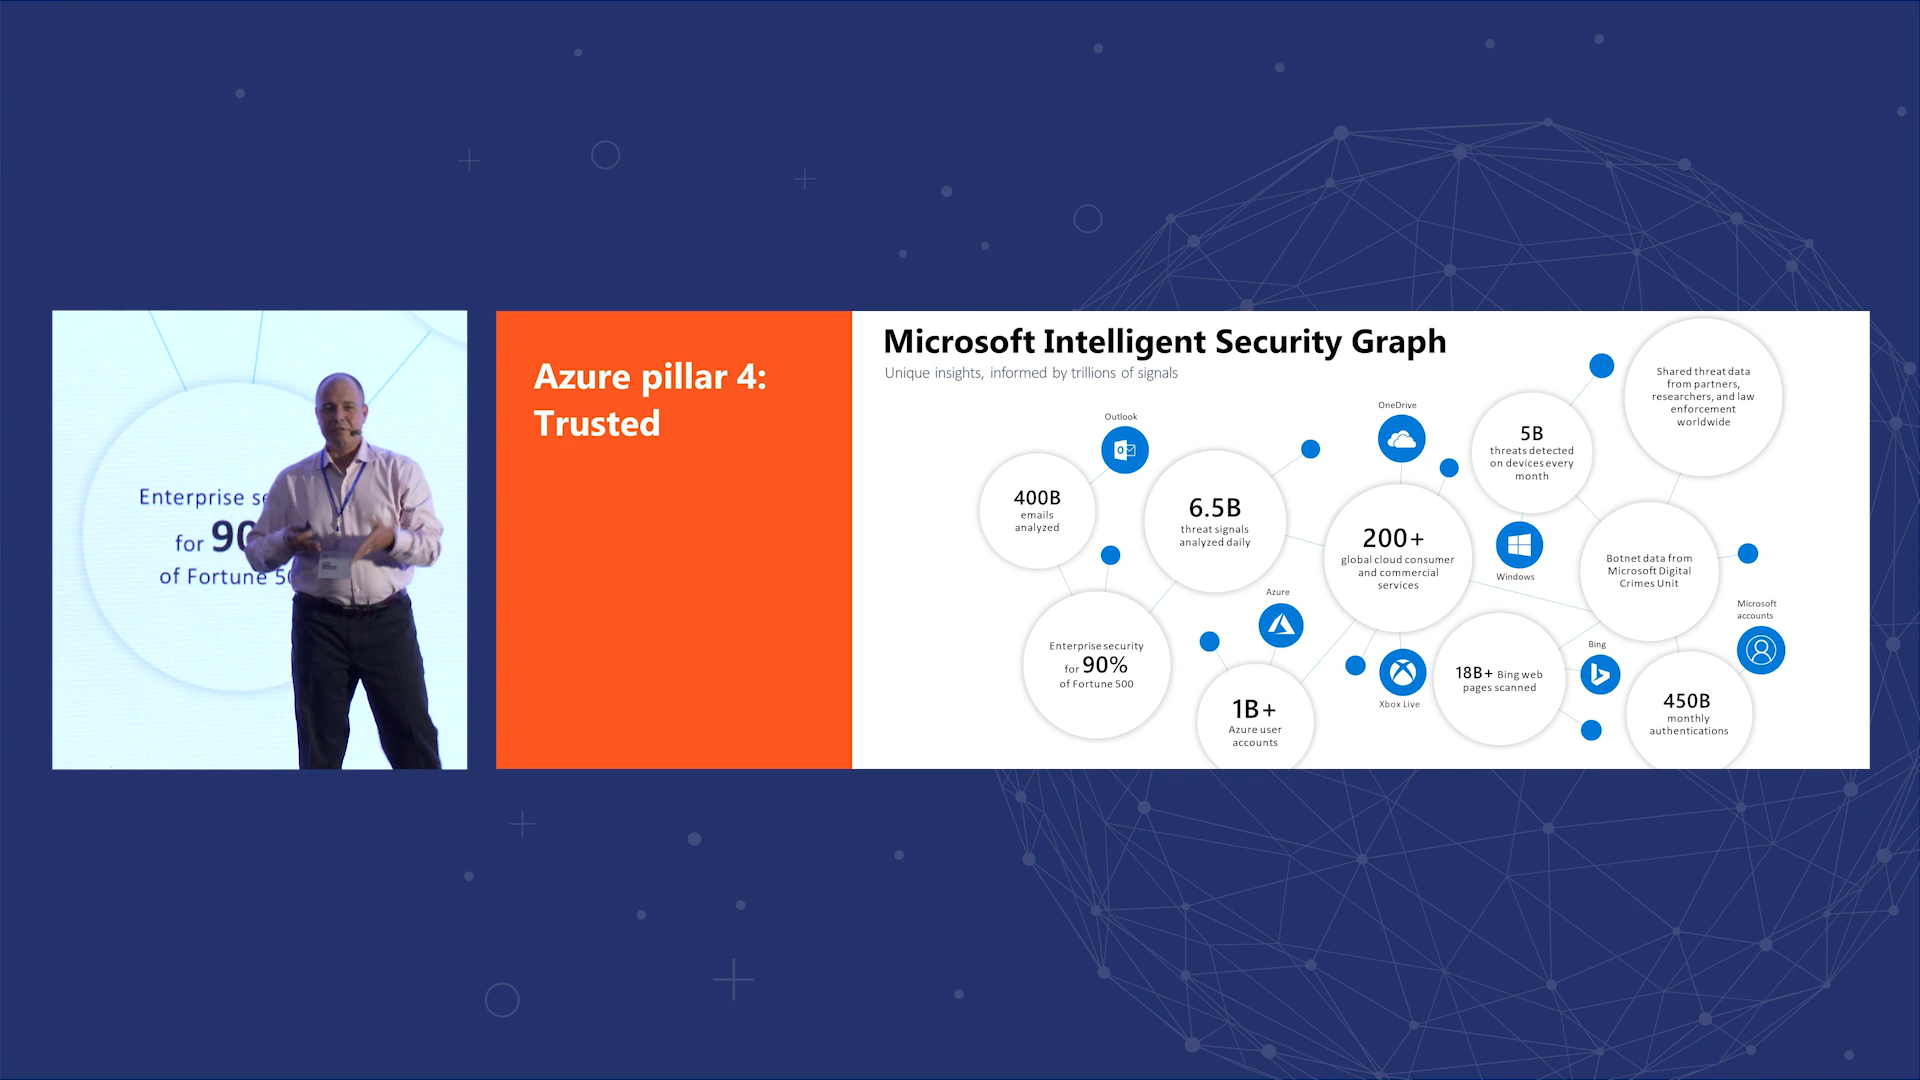 Enterprise se
for 90
of Fortune 50
Azure pillar 4:
Trusted
Microsoft Intelligent Security Graph
Unique insights, informed by trillions of signals
Outlook
400B
emails
analyzed
6.5B
threat signals
analyzed daily
OneDrive
200+
global cloud consumer
and commercial
services
5B
threats detected
on devices every
month
Shared threat data
from partners,
researchers, and law
enforcement
worldwide
Windows
Botnet data from
Microsoft Digital
Crimes Unit
Enterprise security
for 90%
of Fortune 500
Azure
1B+
Azure user
accounts
Xbox Live
18B+ Bing web
pages scanned
Bing
Microsoft
accounts
450B
monthly
authentications